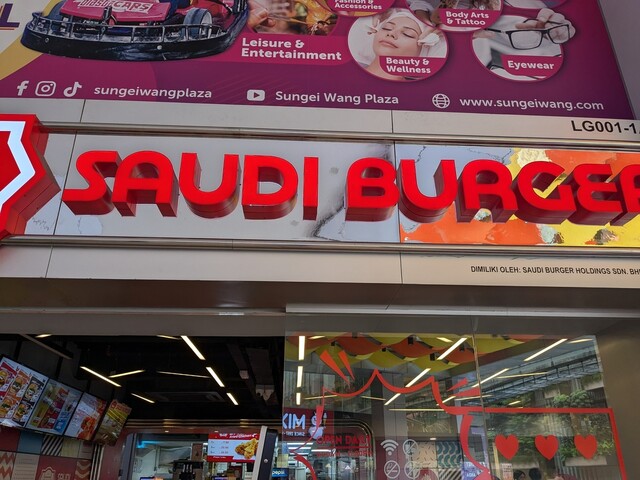 Fashion &
Accessories
Body Arts
& Tattoo
Leisure &
Entertainment
Beauty &
Wellness
Eyewear
sungeiwangplaza
Sungei Wang Plaza
www.sungeiwang.com
LG001-1
SAUDI BURGER
DIMILIKI OLEH: SAUDI BURGER HOLDINGS SDN. BH